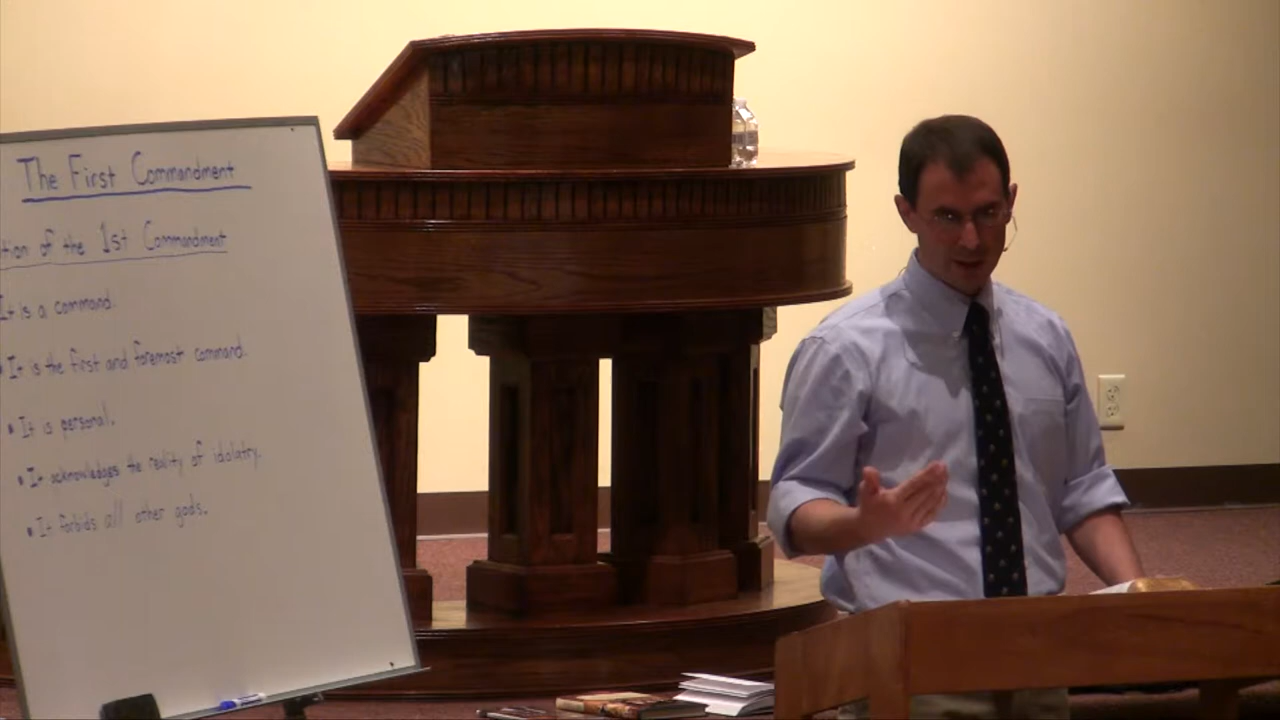 The First Commandment
tion of the 1st Commandment
It is a command.
• It is the first and foremost command.
• It is personal.
• It acknowledges the reality of idolatry.
• It forbids all other gods.